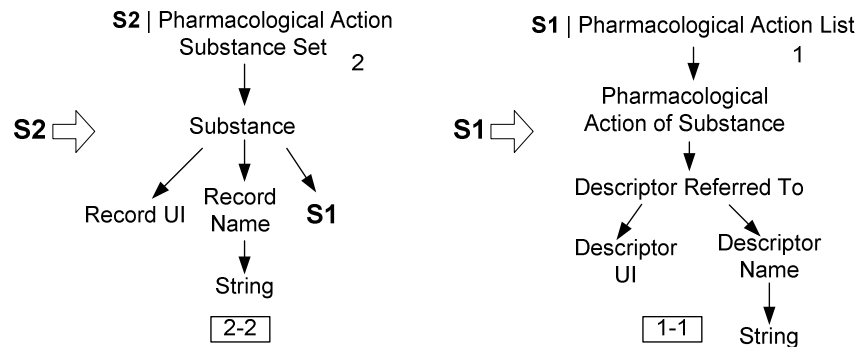 S2 | Pharmacological Action
Substance Set
2
S2
Substance
Record UI
Record
Name
S1
String
2-2
S1 | Pharmacological Action List
1
S1
Pharmacological
Action of Substance
Descriptor Referred To
Descriptor
UI
Descriptor
Name
String
1-1